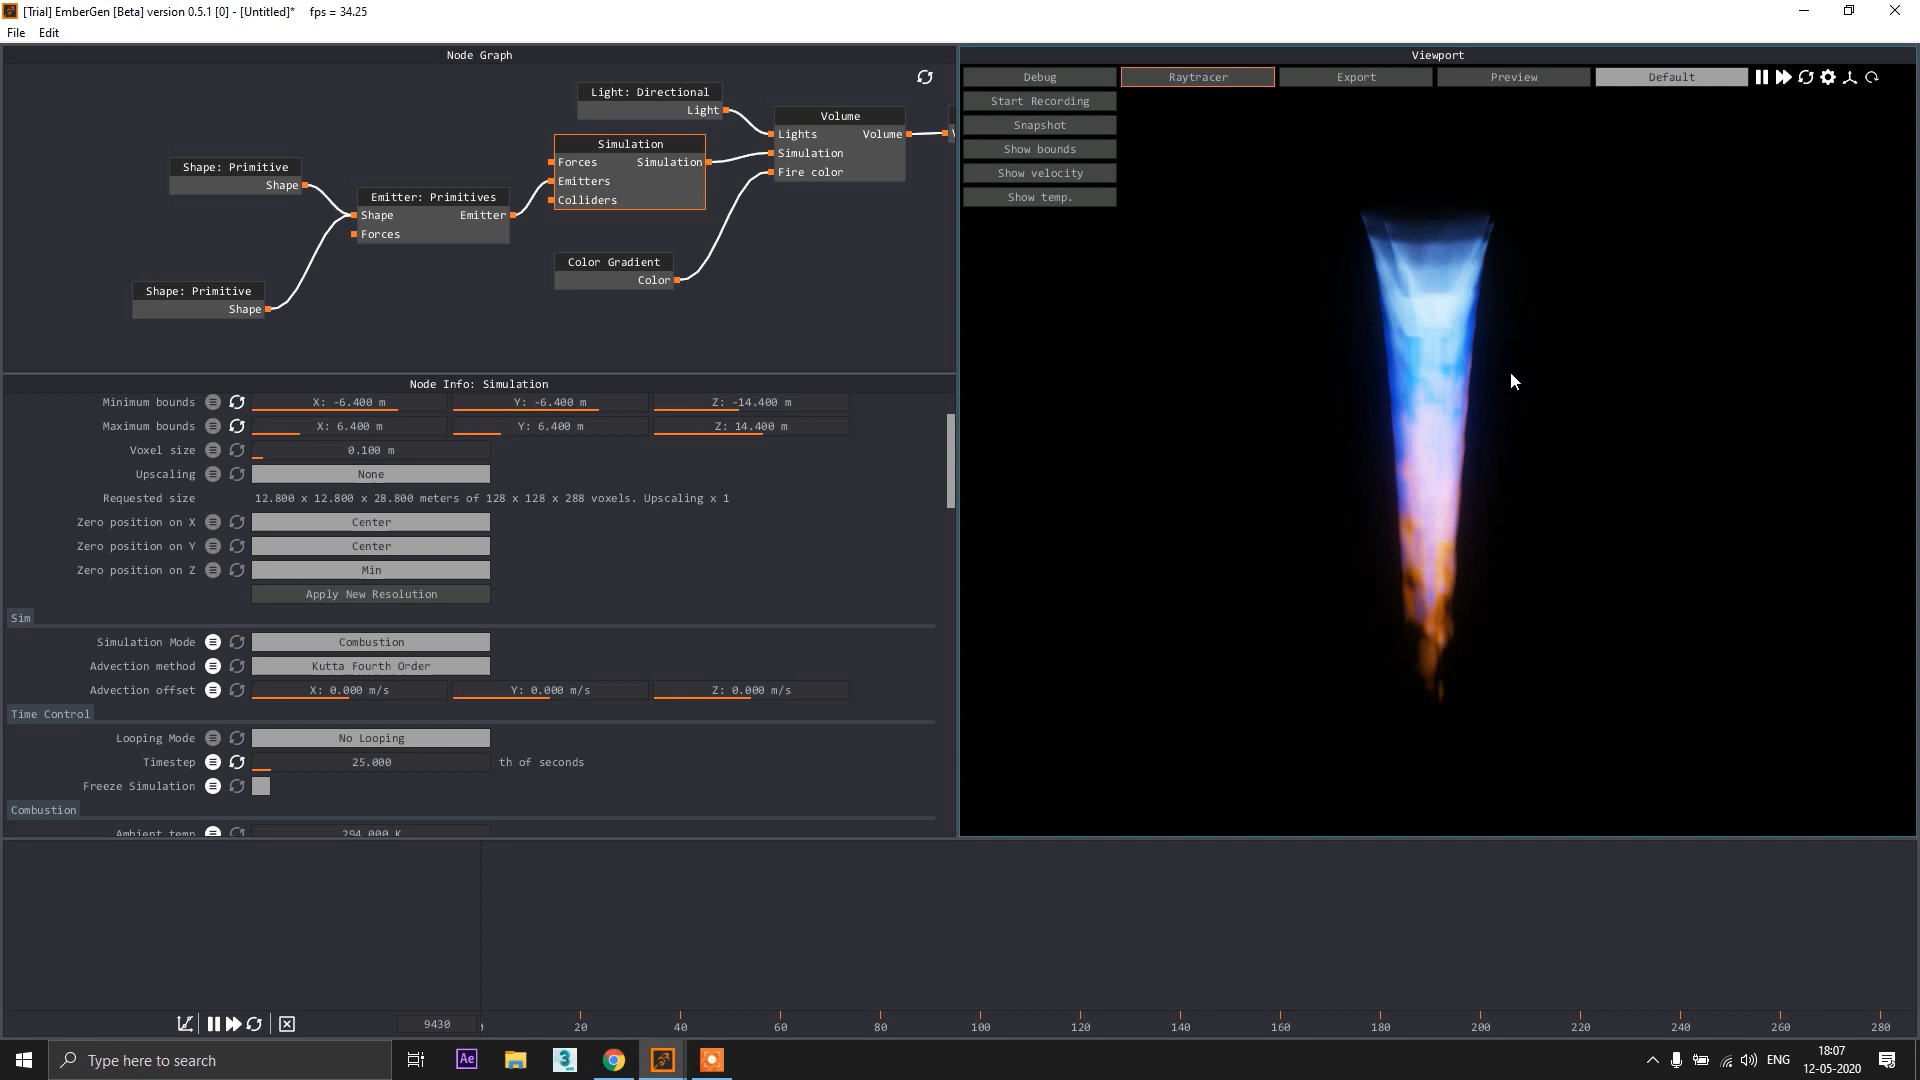 [Trial] EmberGen [Beta] version 0.5.1 [0] - [Untitled]* fps = 34.25
File Edit
Node Graph
Light: Directional
Light
Simulation
Forces Simulation
Emitters
Colliders
Volume
Lights Volume
Simulation
Fire color
Shape: Primitive
Shape
Emitter: Primitives
Shape Emitter
Forces
Color Gradient
Color
Shape: Primitive
Shape
Node Info: Simulation
Minimum bounds X: -6.400 m Y: -6.400 m Z: -14.400 m
Maximum bounds X: 6.400 m Y: 6.400 m Z: 14.400 m
Voxel size 0.100 m
Upscaling None
Requested size 12.800 x 12.800 x 28.800 meters of 128 x 128 x 288 voxels. Upscaling x 1
Zero position on X Center
Zero position on Y Center
Zero position on Z Min
Apply New Resolution
Sim
Simulation Mode Combustion
Advection method Kutta Fourth Order
Advection offset X: 0.000 m/s Y: 0.000 m/s Z: 0.000 m/s
Time Control
Looping Mode No Looping
Timestep 25.000 th of seconds
Freeze Simulation
Combustion
Ambient temp 294.000 K
Viewport
Debug Raytracer Export Preview Default
Start Recording
Snapshot
Show bounds
Show velocity
Show temp.
9430 20 40 60 80 100 120 140 160 180 200 220 240 260 280
Type here to search
Ae
3
ENG
18:07
12-05-2020